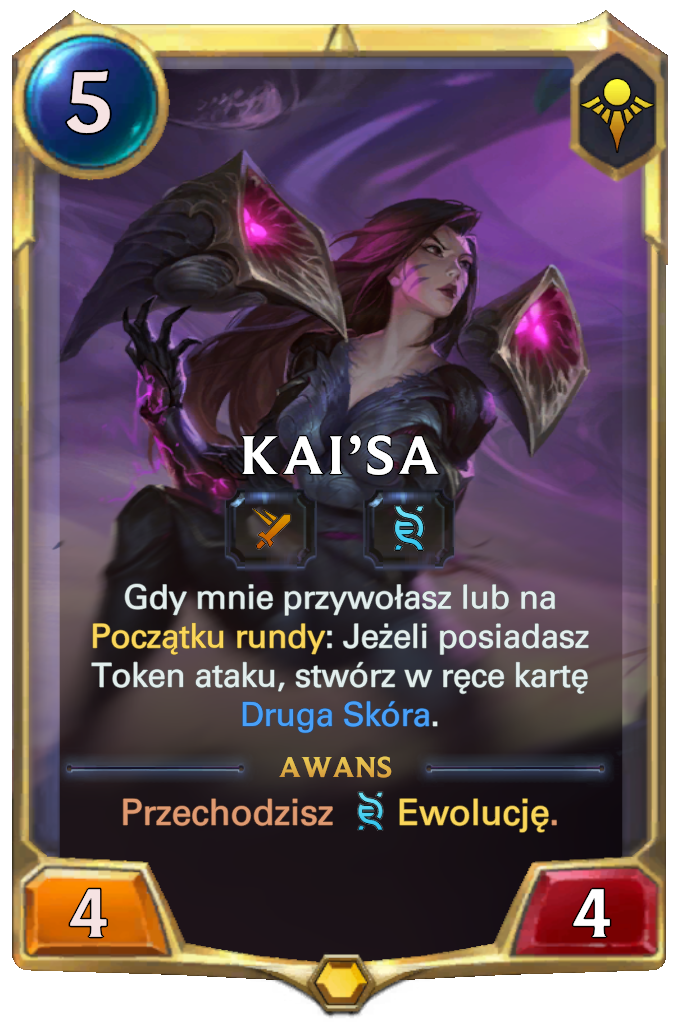 5
KAI'SA
Gdy mnie przywołasz lub na
Początku rundy: Jeżeli posiadasz
Token ataku, stwórz w ręce kartę
Druga Skóra.
AWANS
Przechodzisz Ewolucję.
4
4